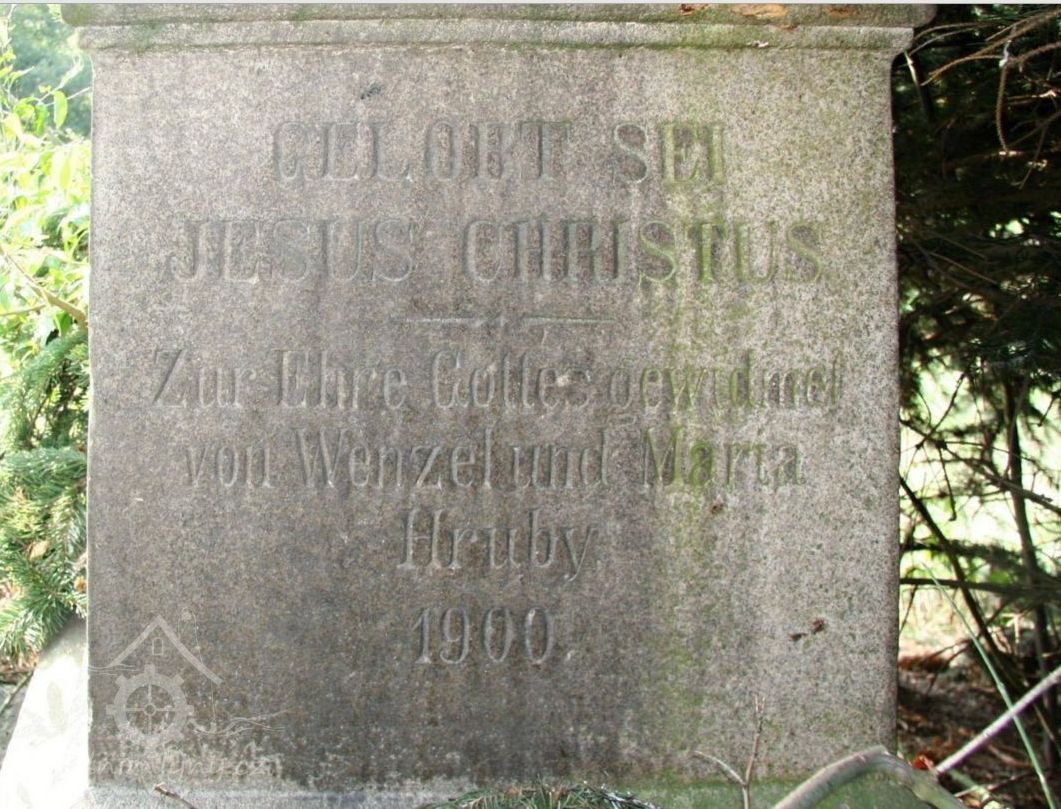 GELOBT SEI
JESUS CHRISTUS
Zur Ehre Gottes gewidmet
von Wenzel und Maria
Hruby.
1900.